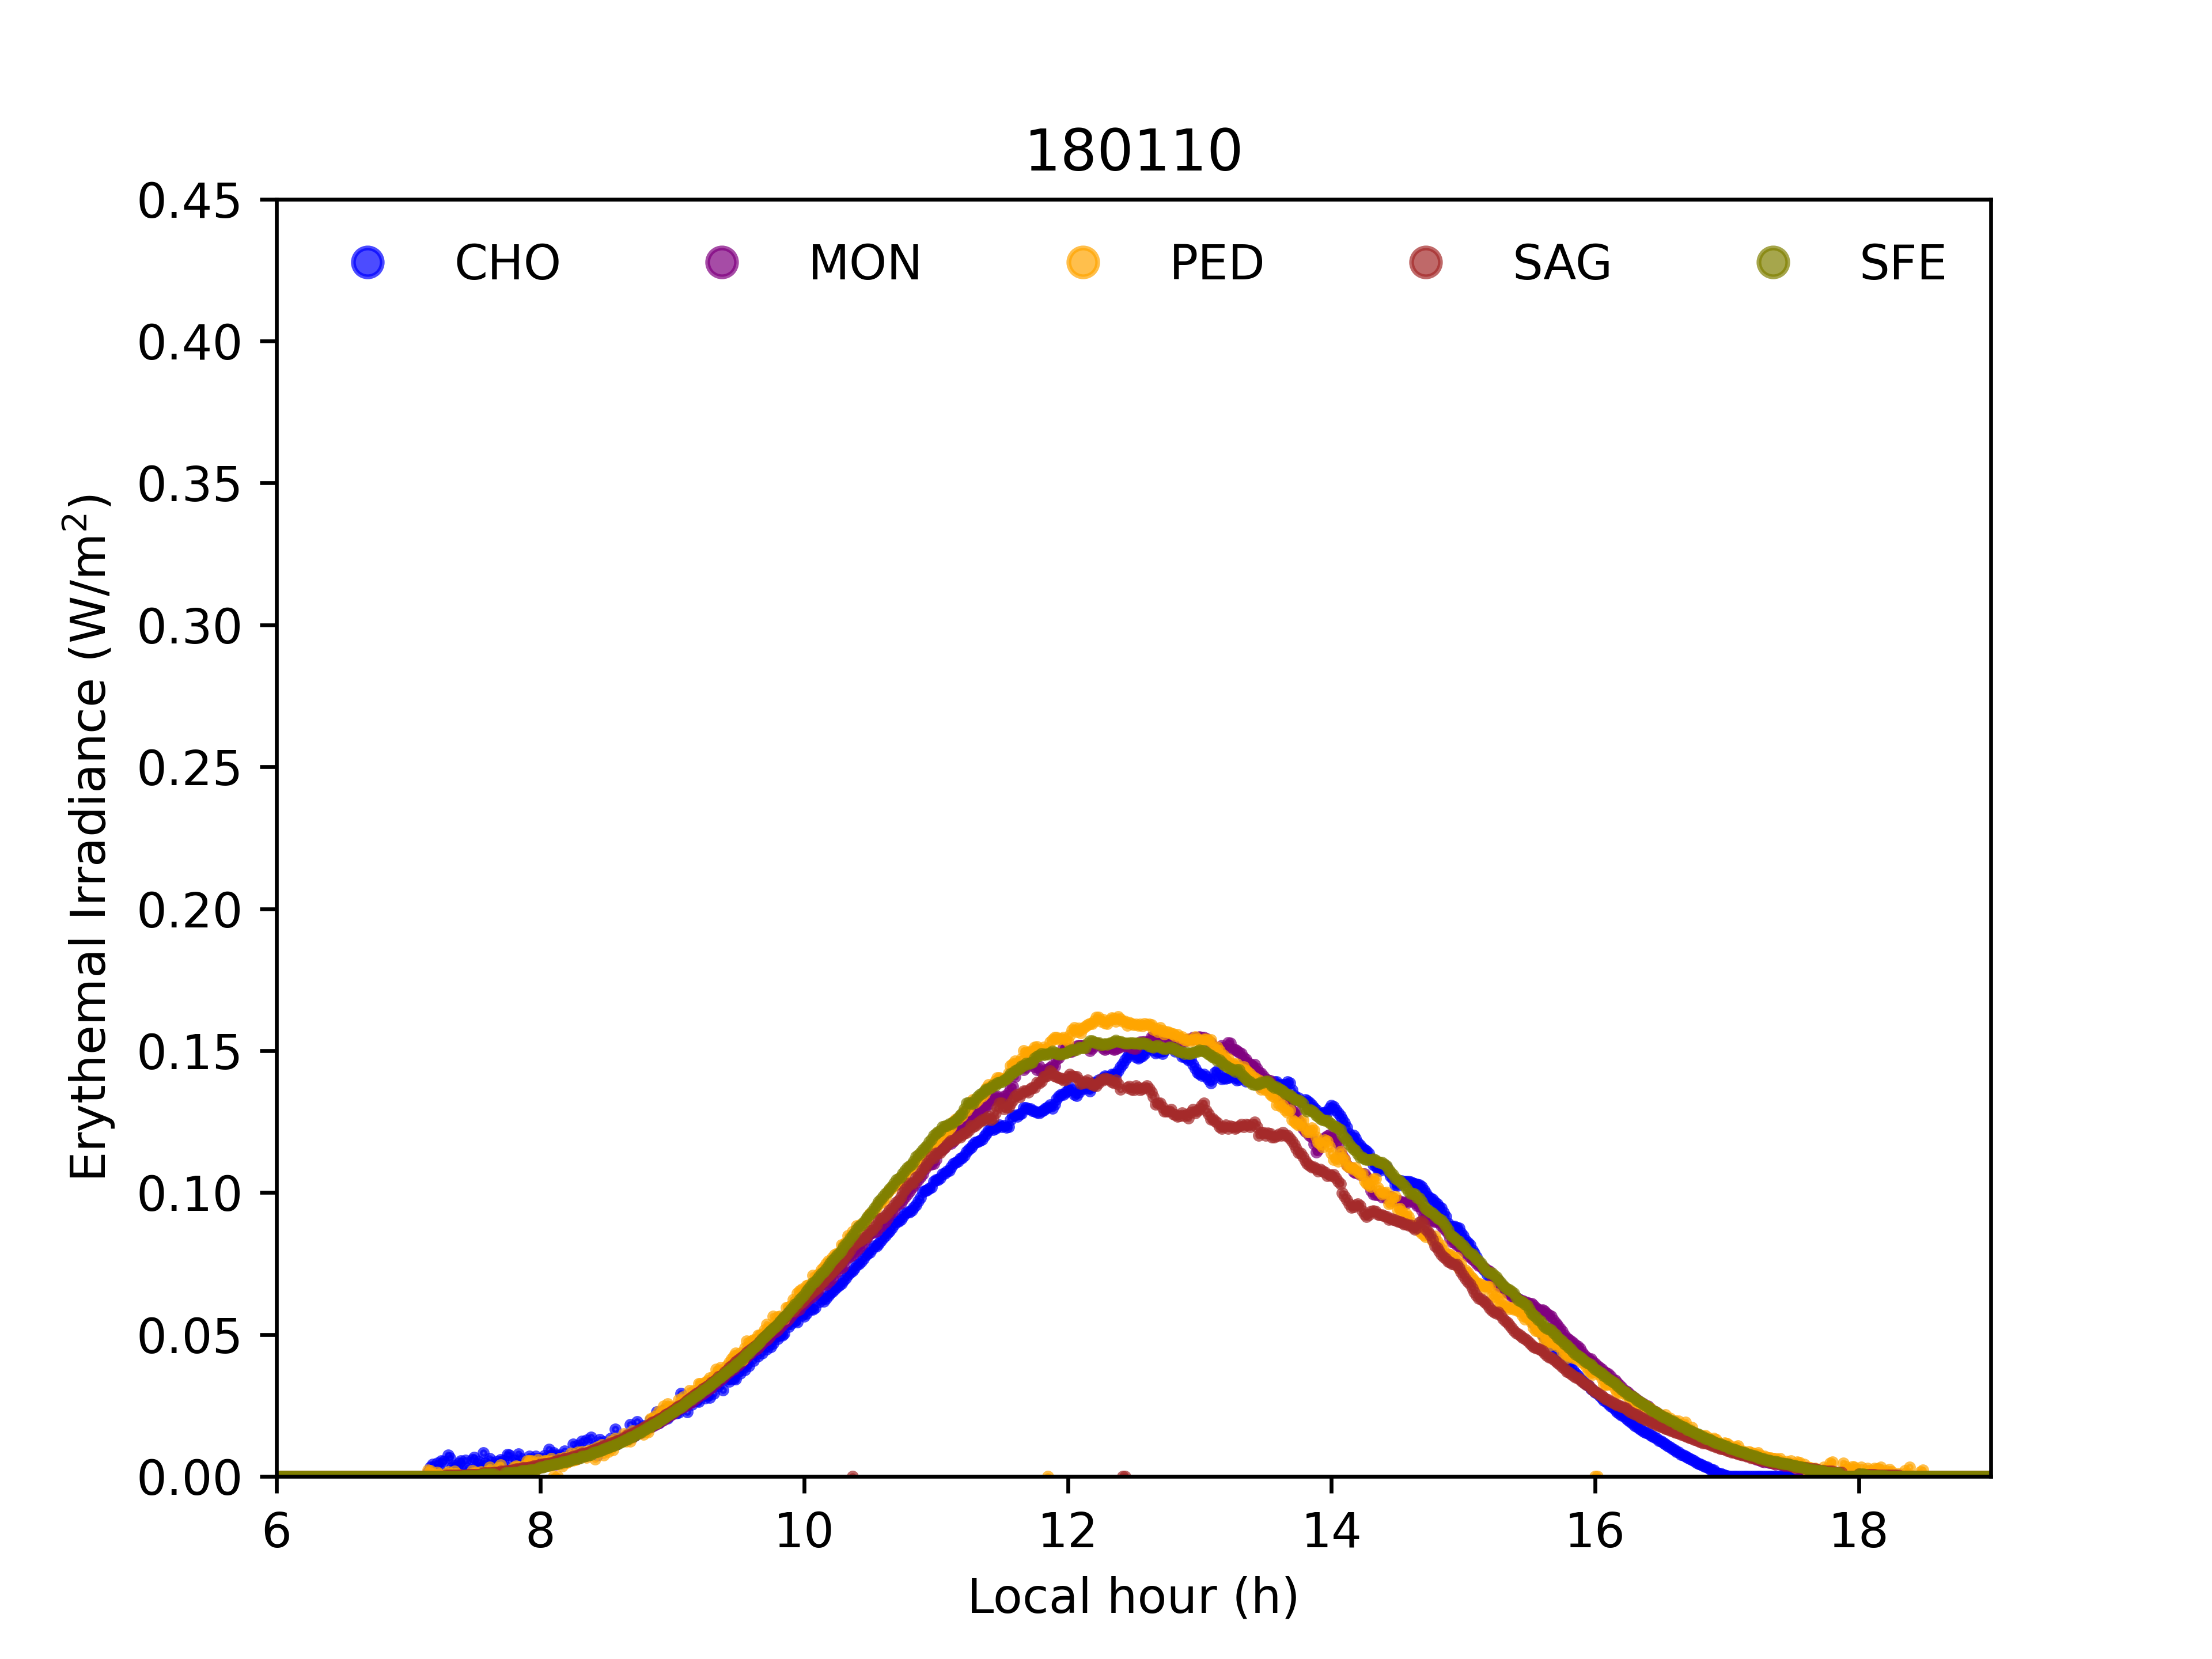 180110
CHO MON PED SAG SFE
0.45
0.40
0.35
0.30
0.25
0.20
0.15
0.10
0.05
0.00
Erythemal Irradiance (W/m²)
6 8 10 12 14 16 18
Local hour (h)